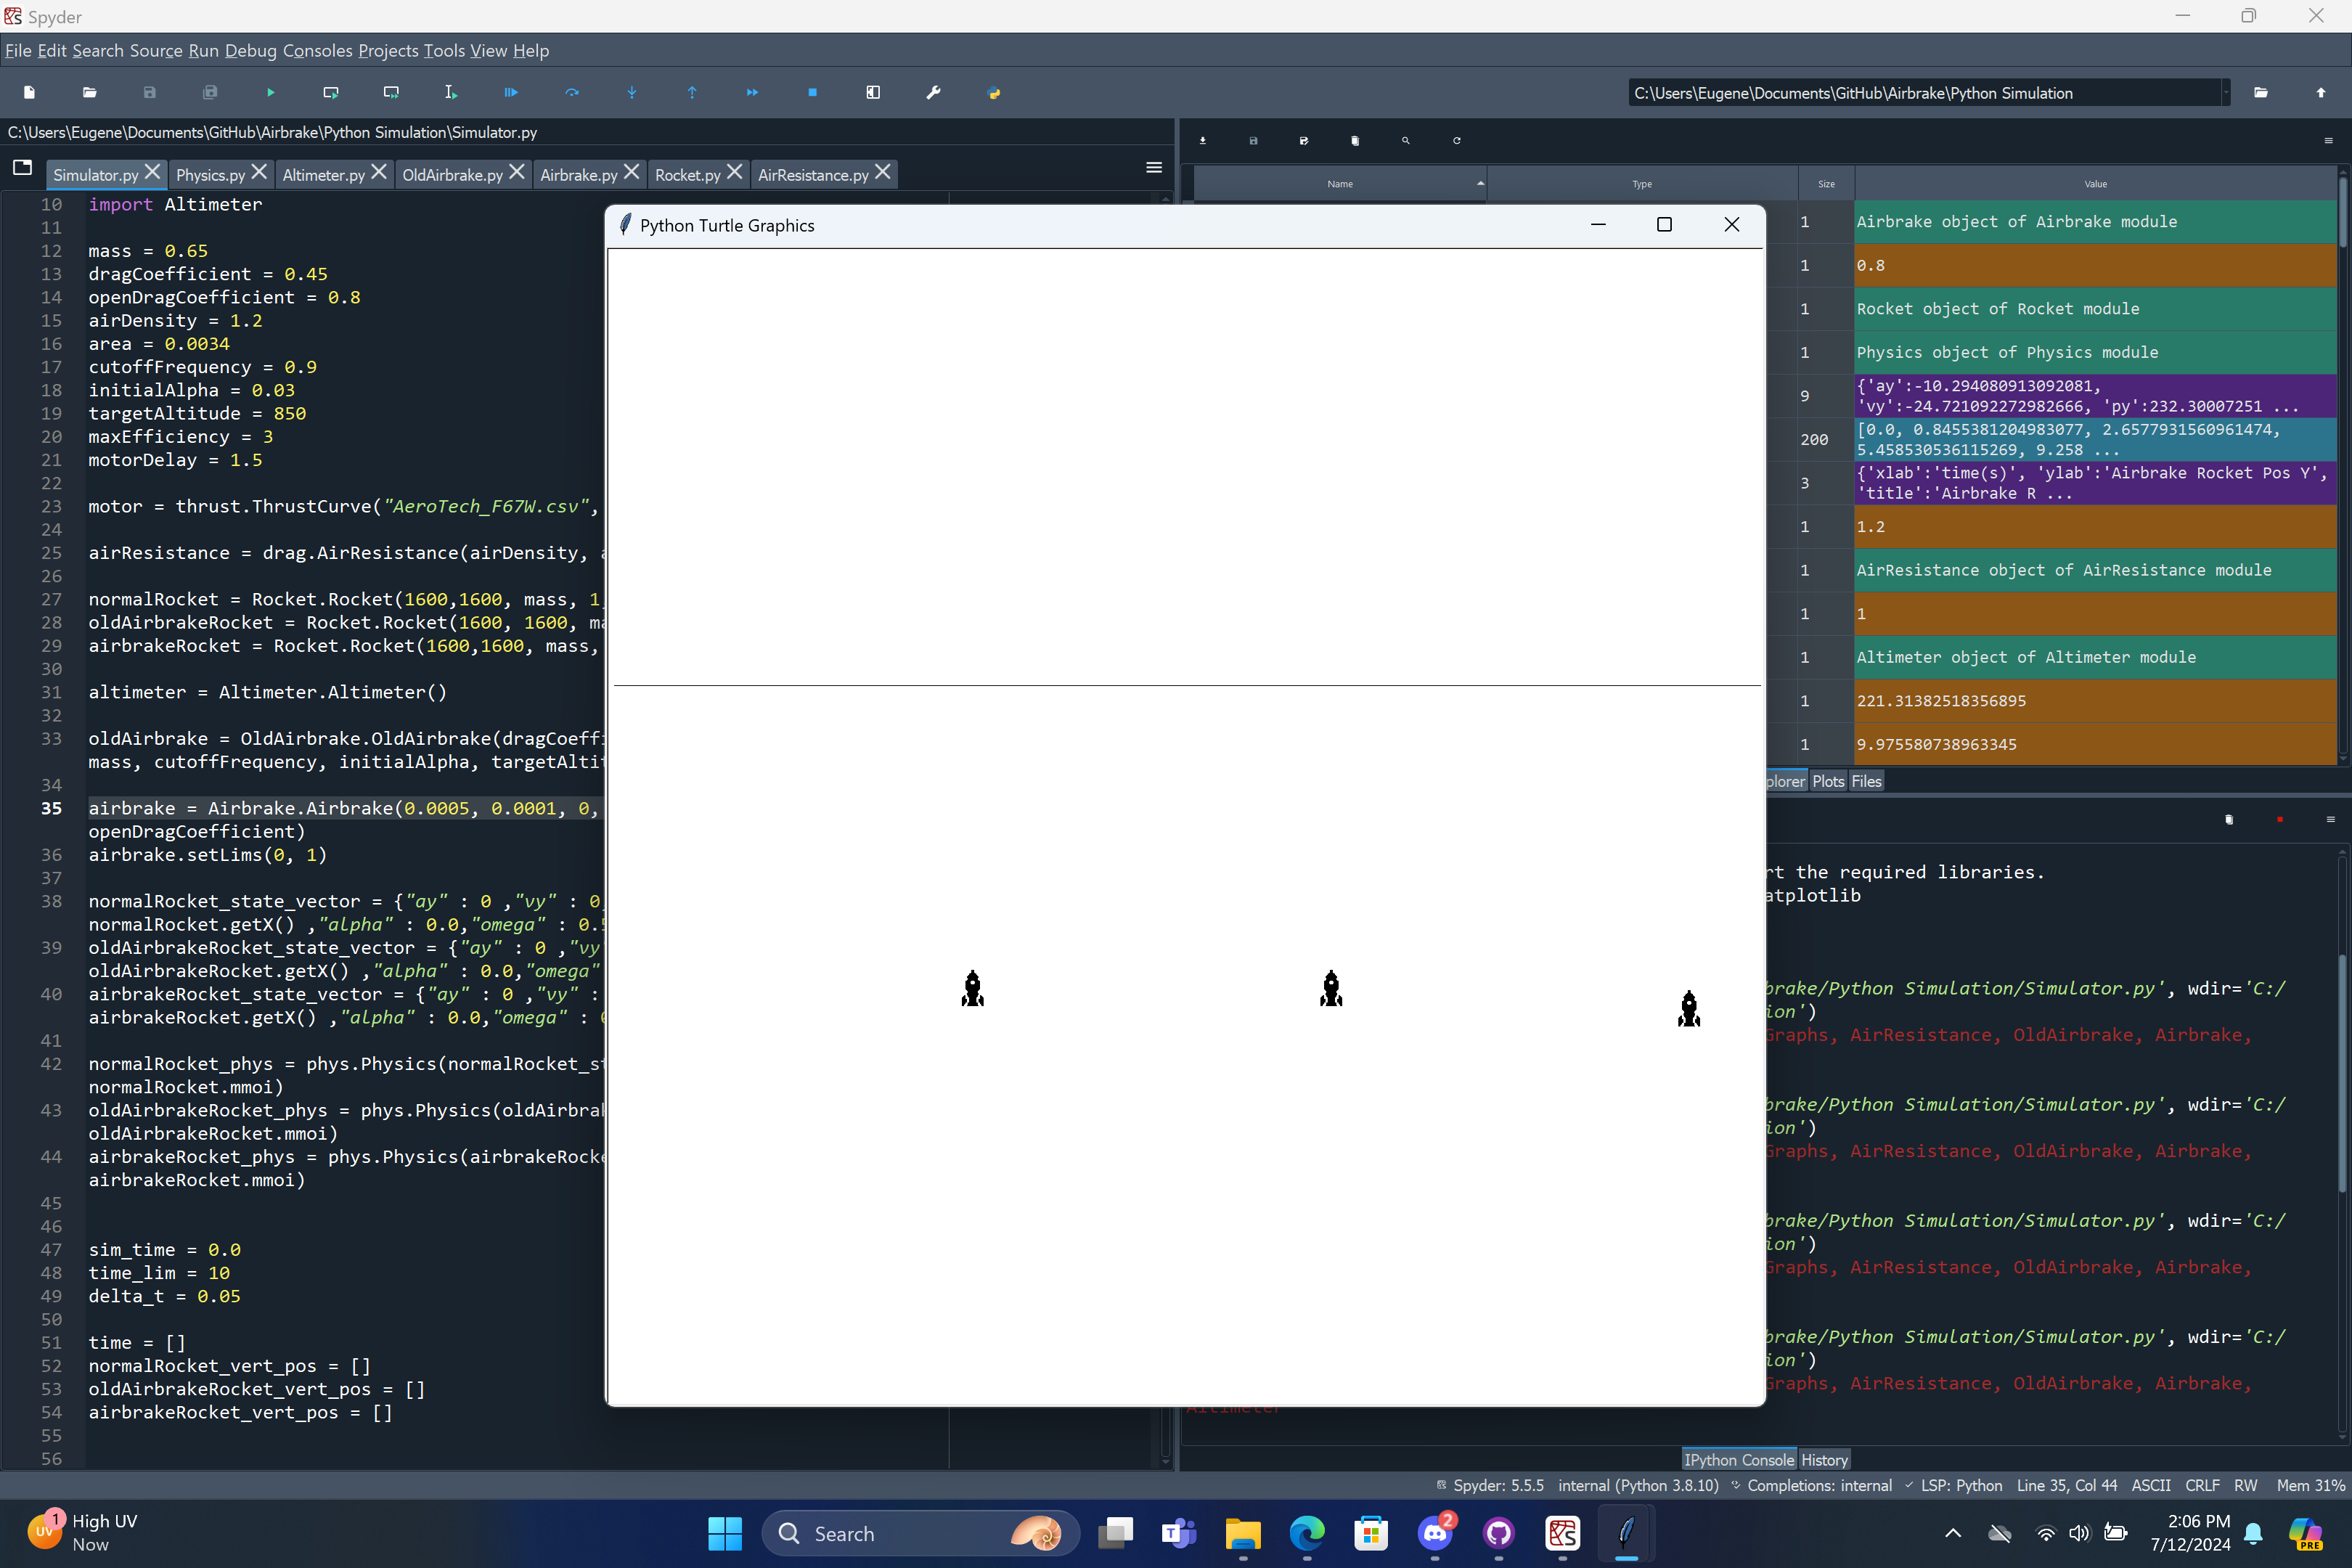 Spyder
File Edit Search Source Run Debug Consoles Projects Tools View Help
C:\Users\Eugene\Documents\GitHub\Airbrake\Python Simulation
C:\Users\Eugene\Documents\GitHub\Airbrake\Python Simulation\Simulator.py
Simulator.py Physics.py Altimeter.py OldAirbrake.py Airbrake.py Rocket.py AirResistance.py
10 import Altimeter
11
12 mass = 0.65
13 dragCoefficient = 0.45
14 openDragCoefficient = 0.8
15 airDensity = 1.2
16 area = 0.0034
17 cutoffFrequency = 0.9
18 initialAlpha = 0.03
19 targetAltitude = 850
20 maxEfficiency = 3
21 motorDelay = 1.5
22
23 motor = thrust.ThrustCurve("AeroTech_F67W.csv",
24
25 airResistance = drag.AirResistance(airDensity,
26
27 normalRocket = Rocket.Rocket(1600,1600, mass, 1
28 oldAirbrakeRocket = Rocket.Rocket(1600, 1600,
29 airbrakeRocket = Rocket.Rocket(1600,1600, mass,
30
31 altimeter = Altimeter.Altimeter()
32
33 oldAirbrake = OldAirbrake.OldAirbrake(dragCoeff
mass, cutoffFrequency, initialAlpha, targetAlti
34
35 airbrake = Airbrake.Airbrake(0.0005, 0.0001, 0,
openDragCoefficient)
36 airbrake.setLims(0, 1)
37
38 normalRocket_state_vector = {"ay" : 0 ,"vy" : 0
normalRocket.getX() ,"alpha" : 0.0,"omega" : 0.
39 oldAirbrakeRocket_state_vector = {"ay" : 0 ,"vy
oldAirbrakeRocket.getX() ,"alpha" : 0.0,"omega"
40 airbrakeRocket_state_vector = {"ay" : 0 ,"vy" :
airbrakeRocket.getX() ,"alpha" : 0.0,"omega" :
41
42 normalRocket_phys = phys.Physics(normalRocket_s
normalRocket.mmoi)
43 oldAirbrakeRocket_phys = phys.Physics(oldAirbra
oldAirbrakeRocket.mmoi)
44 airbrakeRocket_phys = phys.Physics(airbrakeRock
airbrakeRocket.mmoi)
45
46
47 sim_time = 0.0
48 time_lim = 10
49 delta_t = 0.05
50
51 time = []
52 normalRocket_vert_pos = []
53 oldAirbrakeRocket_vert_pos = []
54 airbrakeRocket_vert_pos = []
55
56
Python Turtle Graphics
Name Type Size Value
1 Airbrake object of Airbrake module
1 0.8
1 Rocket object of Rocket module
1 Physics object of Physics module
9 {'ay':-10.294080913092081,
'vy':-24.721092272982666, 'py':232.30007251 ...
200 [0.0, 0.8455381204983077, 2.6577931560961474,
5.458530536115269, 9.258 ...
3 {'xlab':'time(s)', 'ylab':'Airbrake Rocket Pos Y',
'title':'Airbrake R ...
1 1.2
1 AirResistance object of AirResistance module
1 1
1 Altimeter object of Altimeter module
1 221.31382518356895
1 9.975580738963345
plorer Plots Files
rt the required libraries.
atplotlib
brake/Python Simulation/Simulator.py', wdir='C:/
ion')
Graphs, AirResistance, OldAirbrake, Airbrake,
brake/Python Simulation/Simulator.py', wdir='C:/
ion')
Graphs, AirResistance, OldAirbrake, Airbrake,
brake/Python Simulation/Simulator.py', wdir='C:/
ion')
Graphs, AirResistance, OldAirbrake, Airbrake,
brake/Python Simulation/Simulator.py', wdir='C:/
ion')
Graphs, AirResistance, OldAirbrake, Airbrake,
Altimeter
IPython Console History
Spyder: 5.5.5 internal (Python 3.8.10) Completions: internal LSP: Python Line 35, Col 44 ASCII CRLF RW Mem 31%
UV 1 High UV
Now
Search
T
2
2:06 PM
7/12/2024
PRE